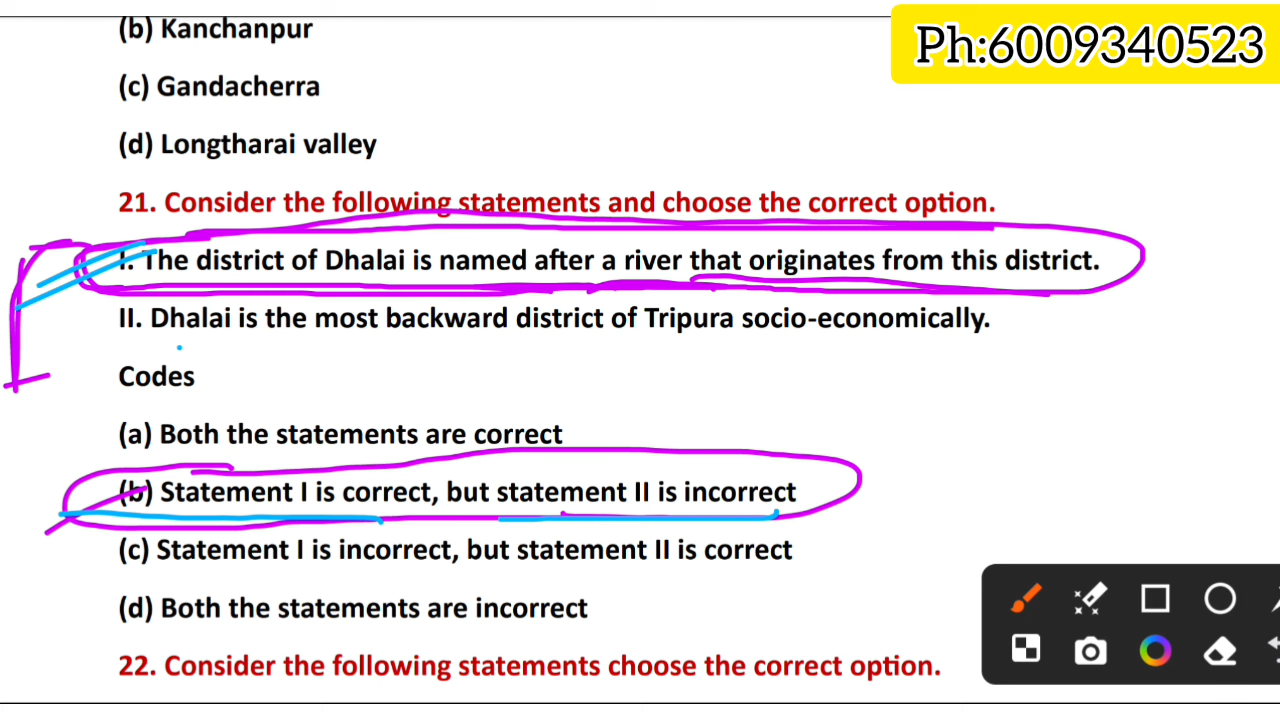 (b) Kanchanpur
Ph:6009340523
(c) Gandacherra
(d) Longtharai valley
21. Consider the following statements and choose the correct option.
I. The district of Dhalai is named after a river that originates from this district.
II. Dhalai is the most backward district of Tripura socio-economically.
Codes
(a) Both the statements are correct
(b) Statement I is correct, but statement II is incorrect
(c) Statement I is incorrect, but statement II is correct
(d) Both the statements are incorrect
22. Consider the following statements choose the correct option.